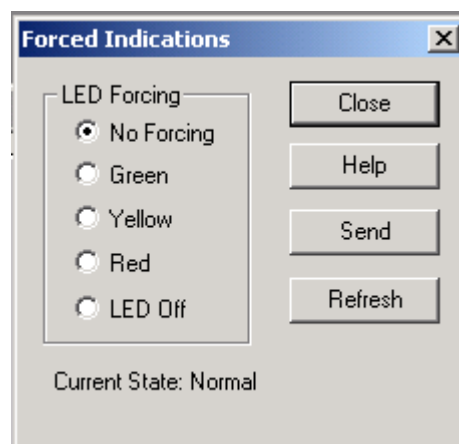 Forced Indications
LED Forcing
No Forcing
Green
Yellow
Red
LED Off
Close
Help
Send
Refresh
Current State: Normal